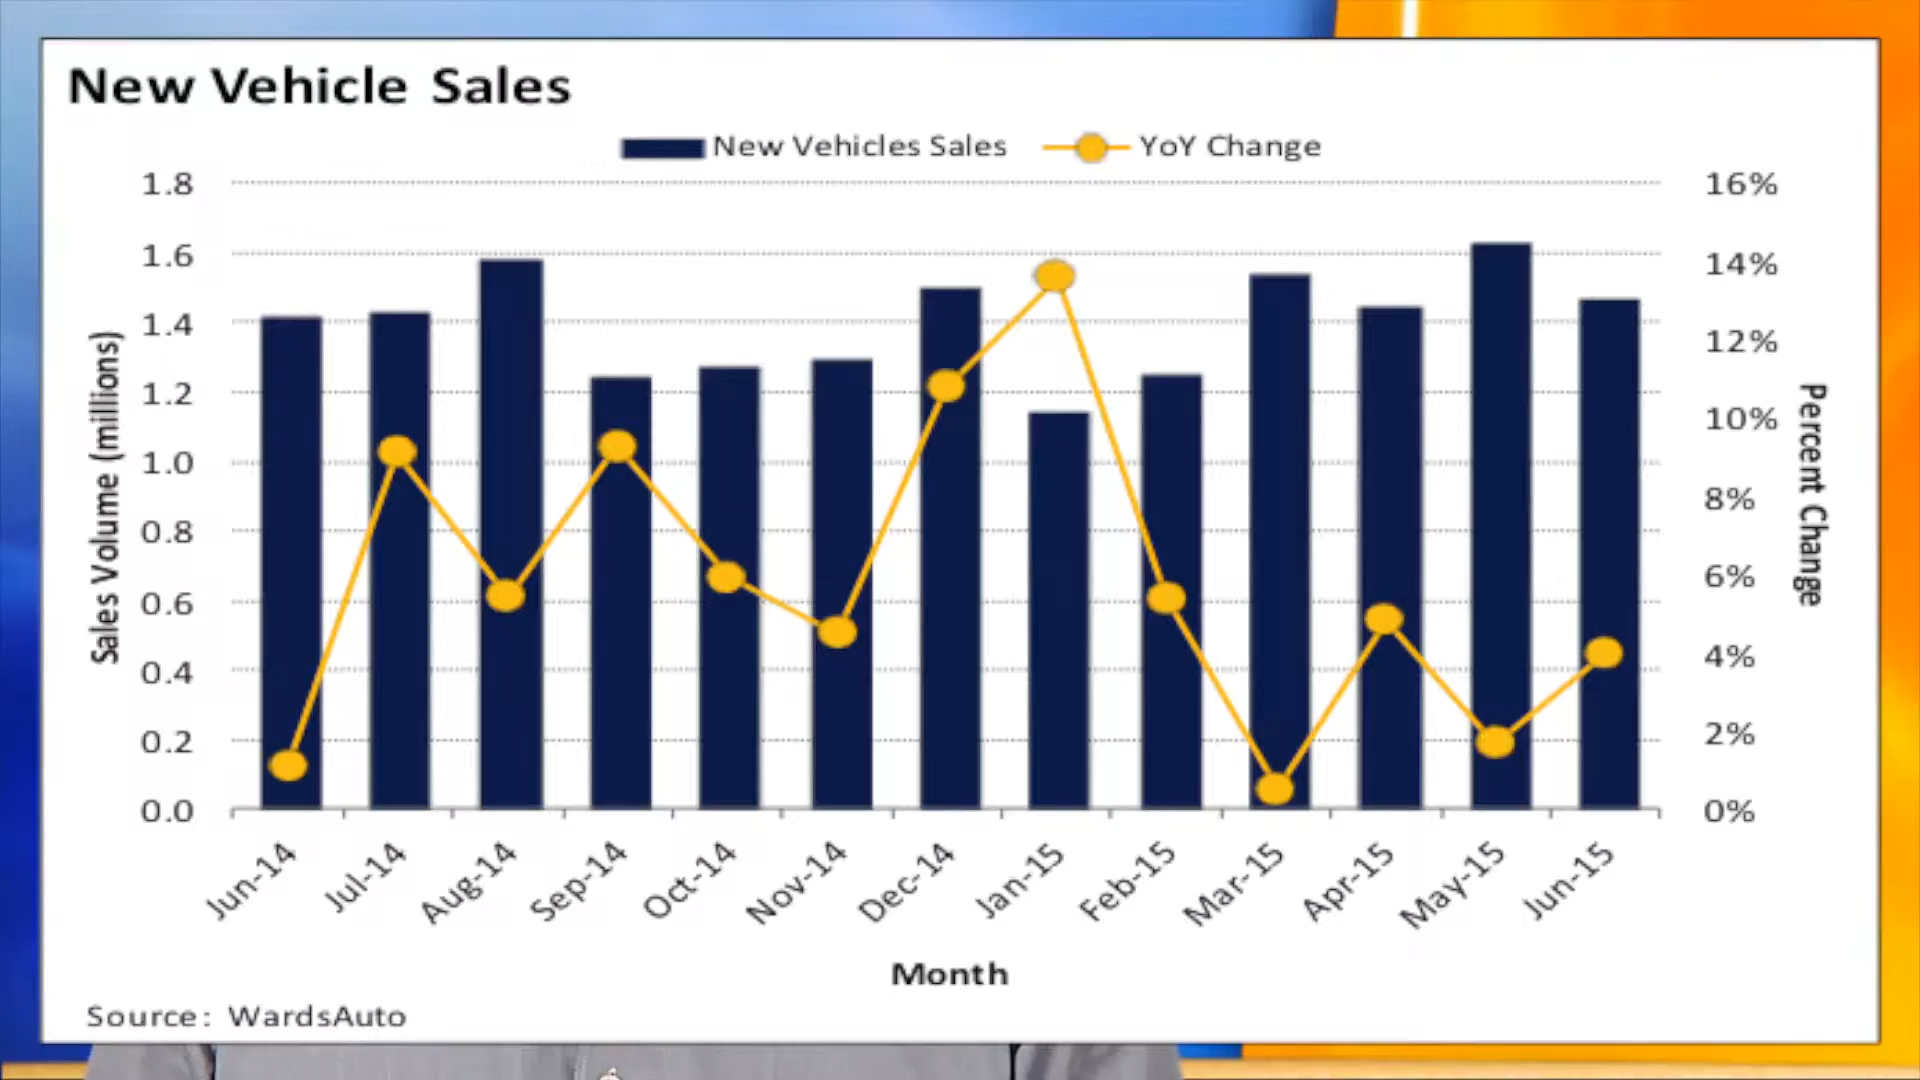 New Vehicle Sales
New Vehicles Sales YoY Change
1.8 16%
1.6 14%
1.4 12%
1.2 10%
1.0 8%
0.8 6%
0.6 4%
0.4 2%
0.2 0%
0.0
Sales Volume (millions)
Percent Change
Jun-14 Jul-14 Aug-14 Sep-14 Oct-14 Nov-14 Dec-14 Jan-15 Feb-15 Mar-15 Apr-15 May-15 Jun-15
Month
Source: WardsAuto